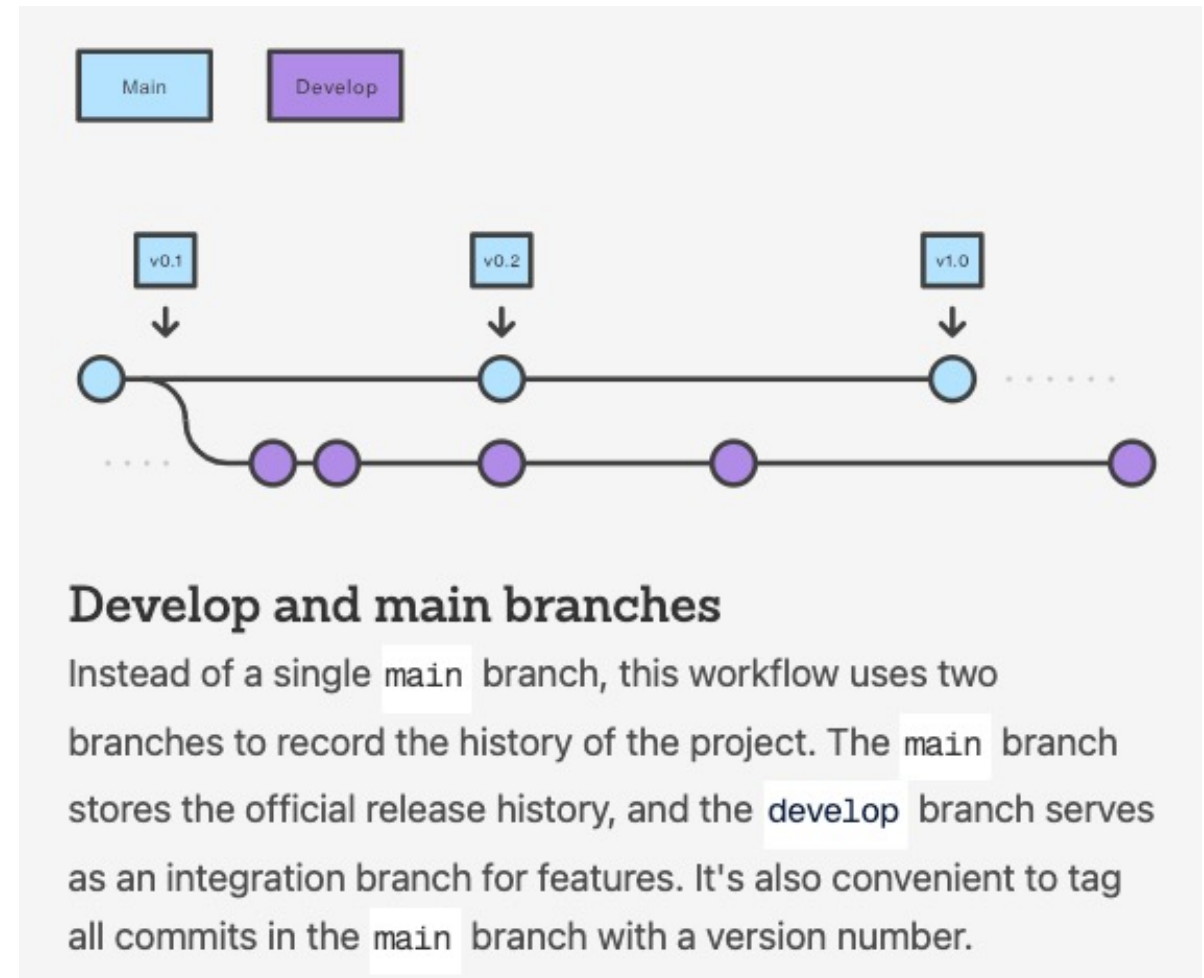 Main
Develop
v0.1
v0.2
v1.0
Develop and main branches
Instead of a single main branch, this workflow uses two
branches to record the history of the project. The main branch
stores the official release history, and the develop branch serves
as an integration branch for features. It's also convenient to tag
all commits in the main branch with a version number.